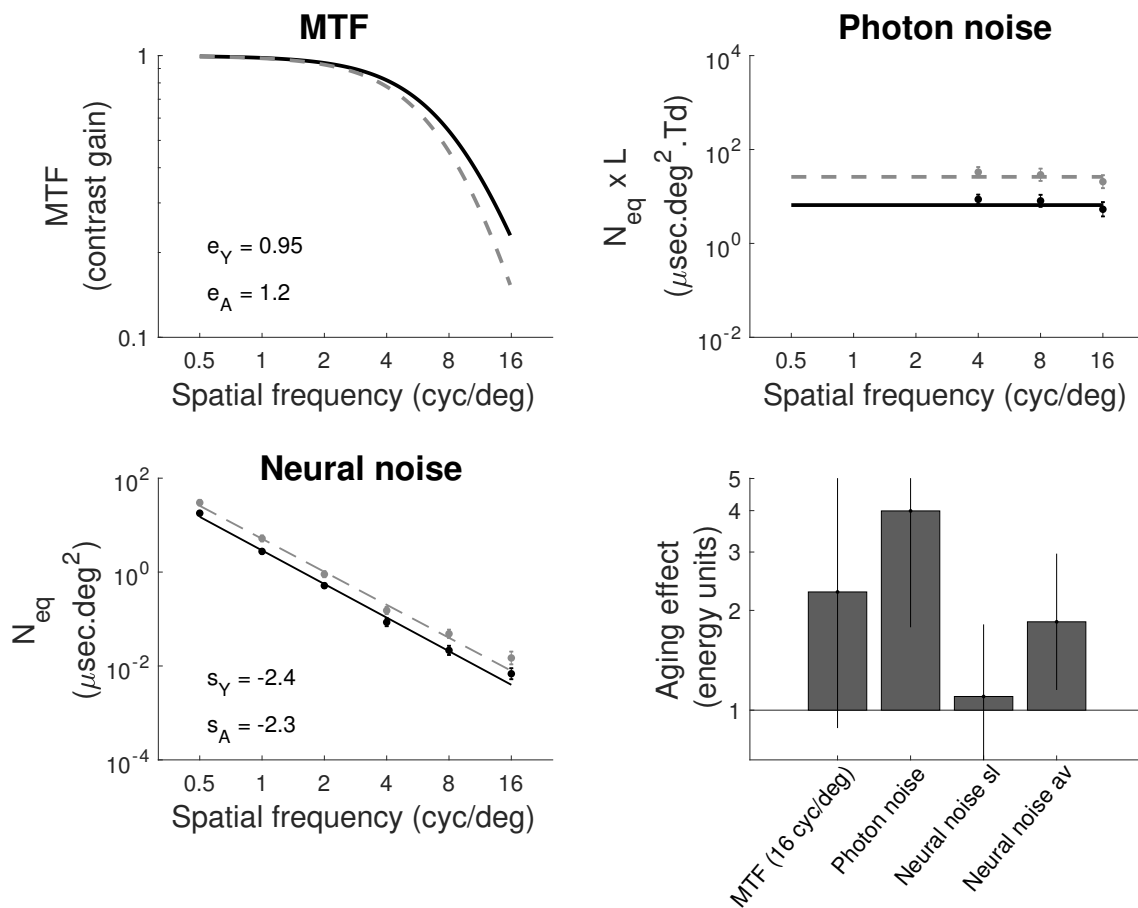 MTF
MTF
(contrast gain)
1
0.1
e_Y = 0.95
e_A = 1.2
0.5 1 2 4 8 16
Spatial frequency (cyc/deg)
Photon noise
N_eq x L
(μsec.deg^2.Td)
10^4
10^2
10^0
10^-2
0.5 1 2 4 8 16
Spatial frequency (cyc/deg)
Neural noise
N_eq
(μsec.deg^2)
10^2
10^0
10^-2
10^-4
s_Y = -2.4
s_A = -2.3
0.5 1 2 4 8 16
Spatial frequency (cyc/deg)
Aging effect
(energy units)
5
4
3
2
1
MTF (16 cyc/deg)
Photon noise
Neural noise sl
Neural noise av